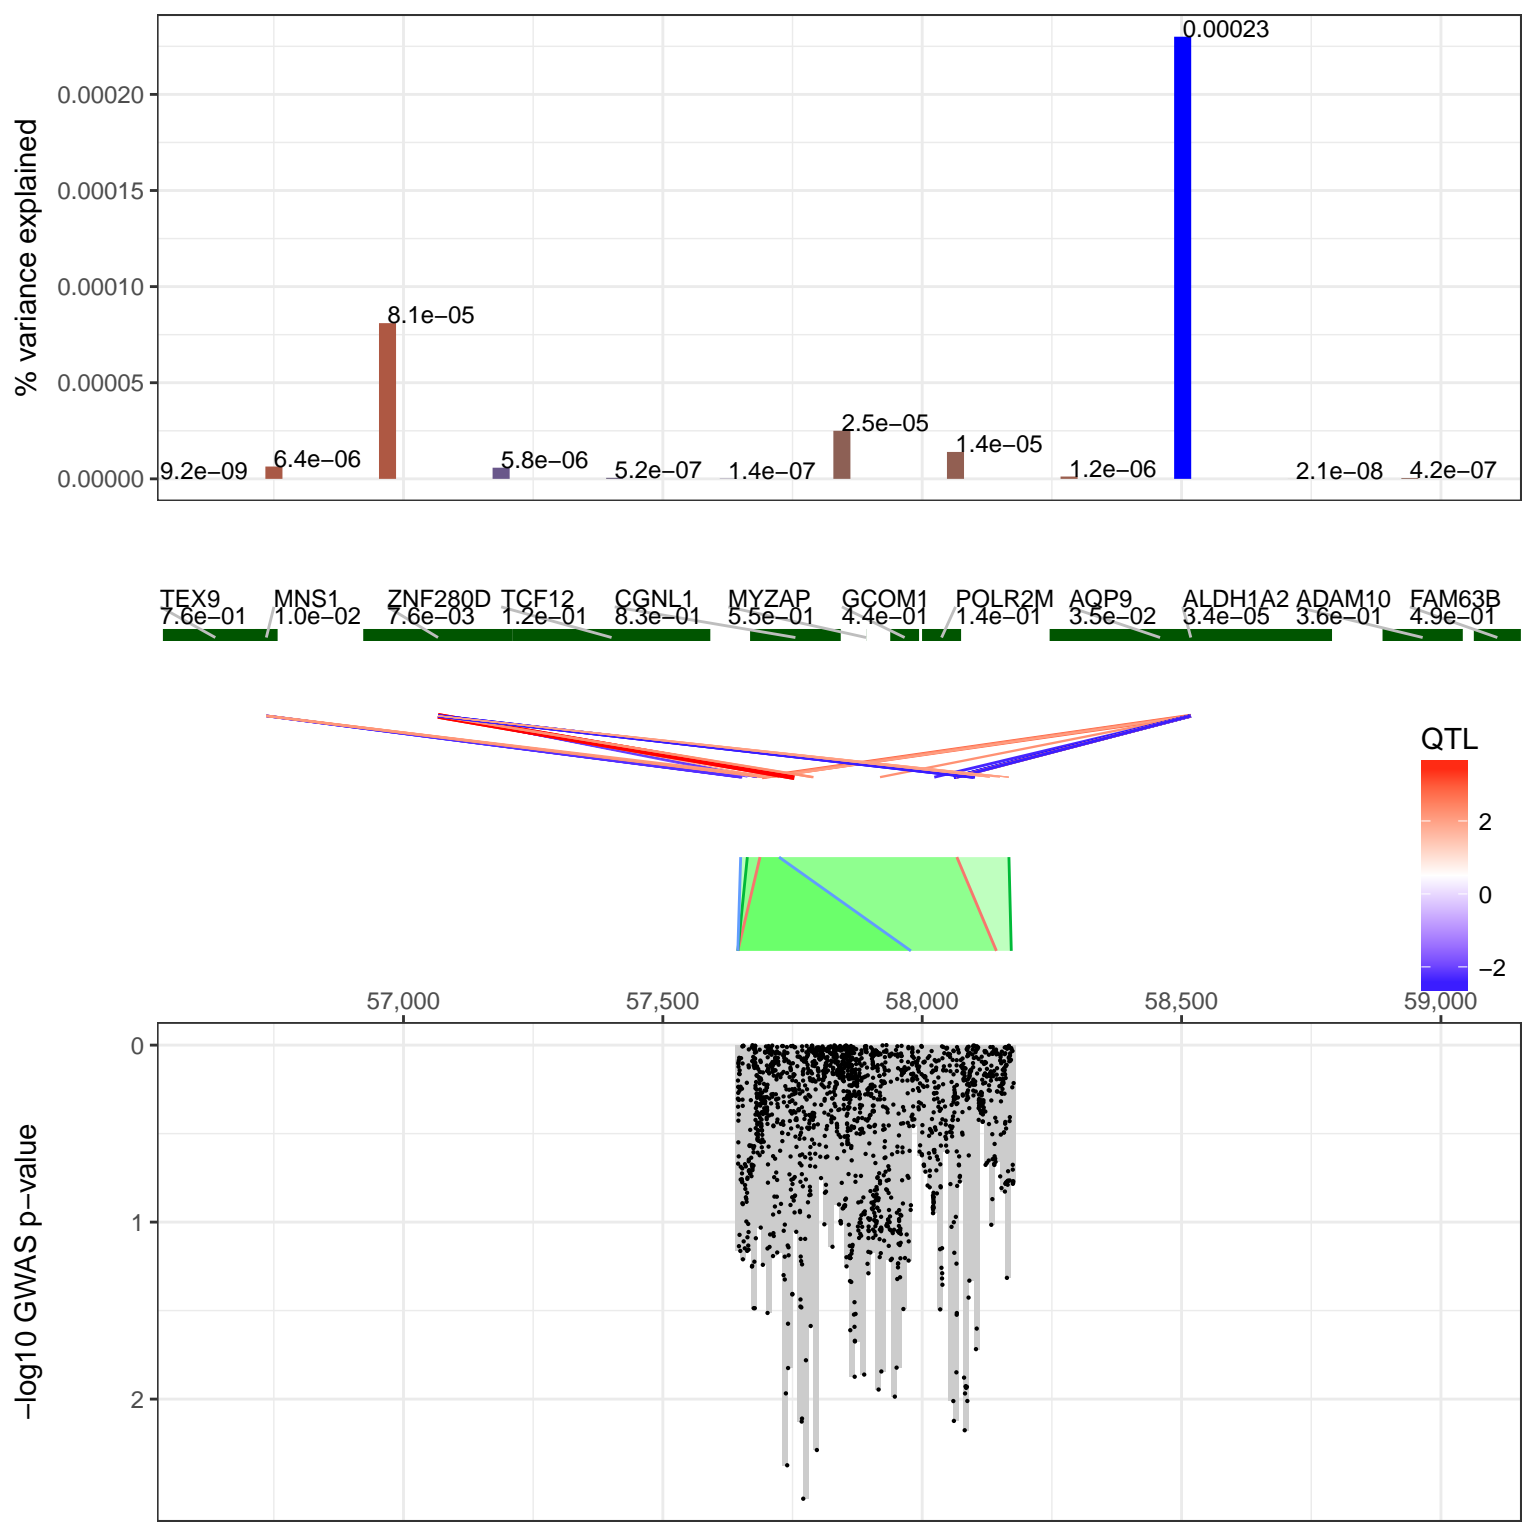 % variance explained
0.00020
0.00015
0.00010
0.00005
0.00000
9.2e−09
6.4e−06
8.1e−05
5.8e−06
5.2e−07
1.4e−07
2.5e−05
1.4e−05
1.2e−06
0.00023
2.1e−08
4.2e−07
TEX9 MNS1 ZNF280D TCF12 CGNL1 MYZAP GCOM1 POLR2M AQP9 ALDH1A2 ADAM10 FAM63B
7.6e−01 1.0e−02 7.6e−03 1.2e−01 8.3e−01 5.5e−01 4.4e−01 1.4e−01 3.5e−02 3.4e−05 3.6e−01 4.9e−01
QTL
2
0
−2
57,000 57,500 58,000 58,500 59,000
−log10 GWAS p−value
0
1
2